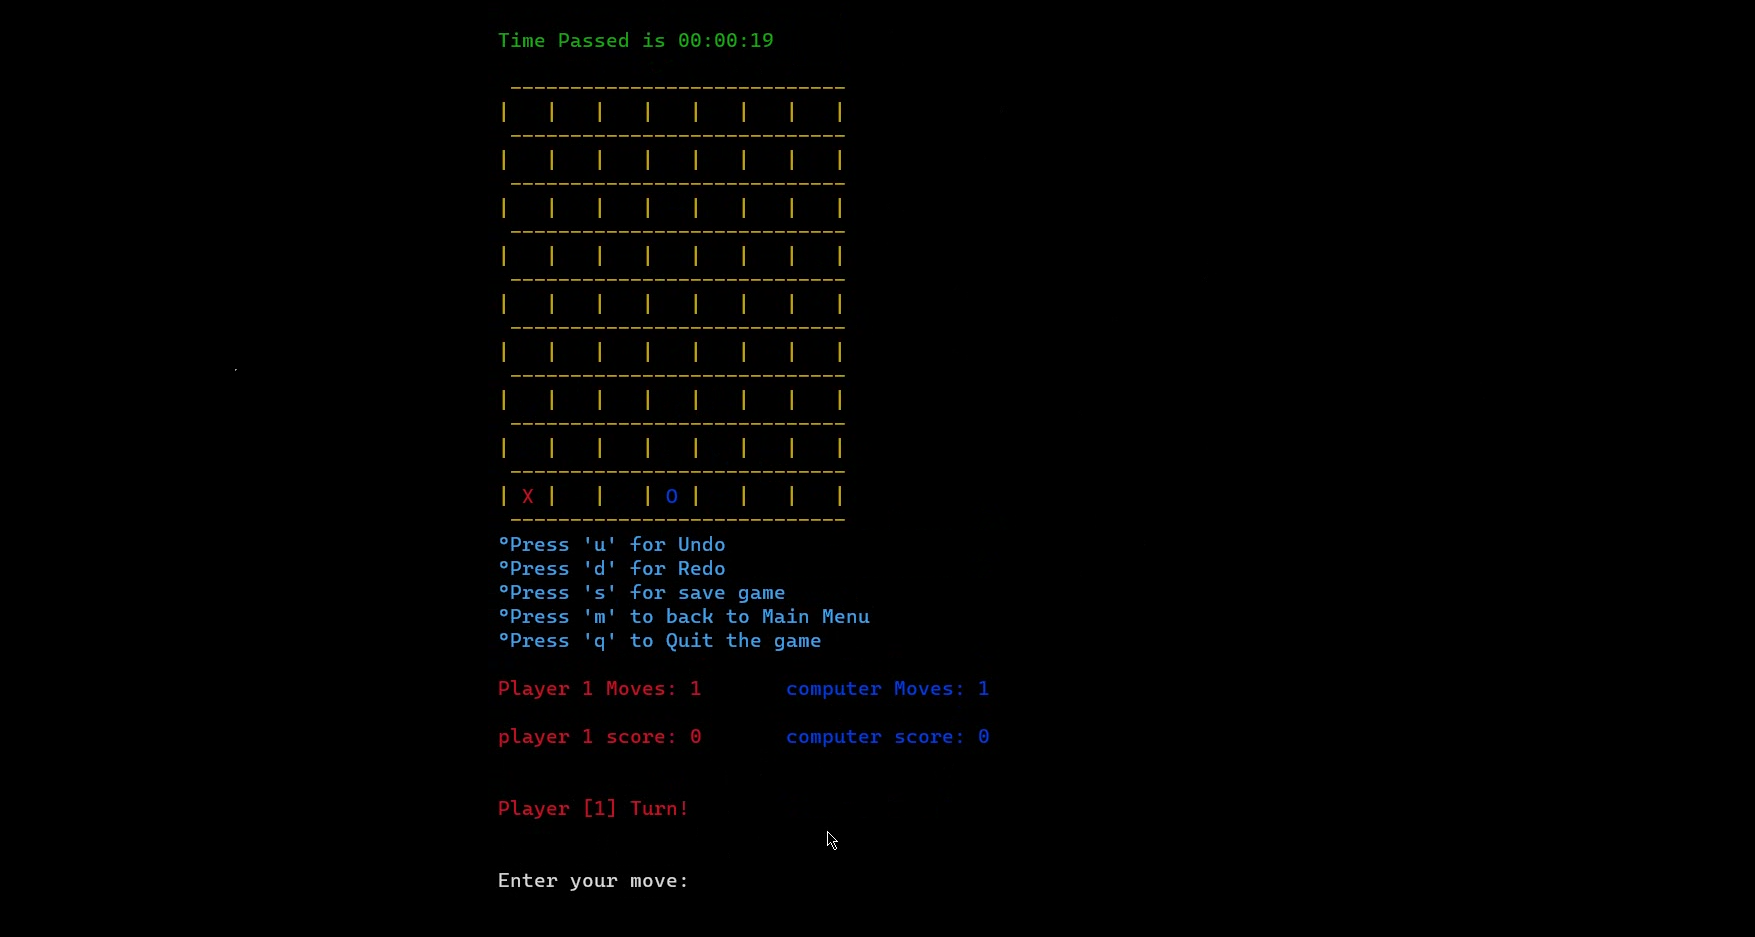 Time Passed is 00:00:19
---------------------------
|   |   |   |   |   |   |   |
---------------------------
|   |   |   |   |   |   |   |
---------------------------
|   |   |   |   |   |   |   |
---------------------------
|   |   |   |   |   |   |   |
---------------------------
|   |   |   |   |   |   |   |
---------------------------
|   |   |   |   |   |   |   |
---------------------------
|   |   |   |   |   |   |   |
---------------------------
|   |   |   |   |   |   |   |
---------------------------
| X |   |   | O |   |   |   |
---------------------------
°Press 'u' for Undo
°Press 'd' for Redo
°Press 's' for save game
°Press 'm' to back to Main Menu
°Press 'q' to Quit the game
Player 1 Moves: 1       computer Moves: 1
player 1 score: 0       computer score: 0
Player [1] Turn!
Enter your move: